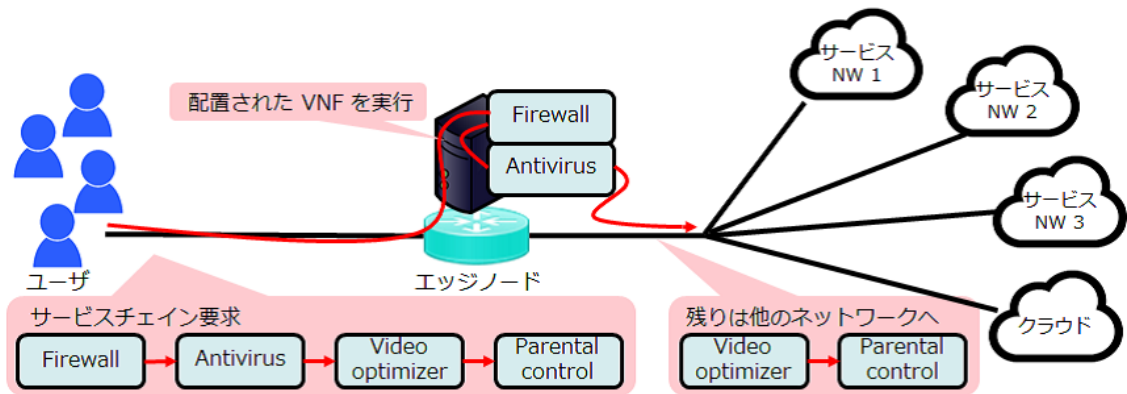 サービス
NW 1
サービス
NW 2
サービス
NW 3
クラウド
配置された VNF を実行
Firewall
Antivirus
ユーザ
エッジノード
サービスチェイン要求
Firewall
Antivirus
Video
optimizer
Parental
control
残りは他のネットワークへ
Video
optimizer
Parental
control